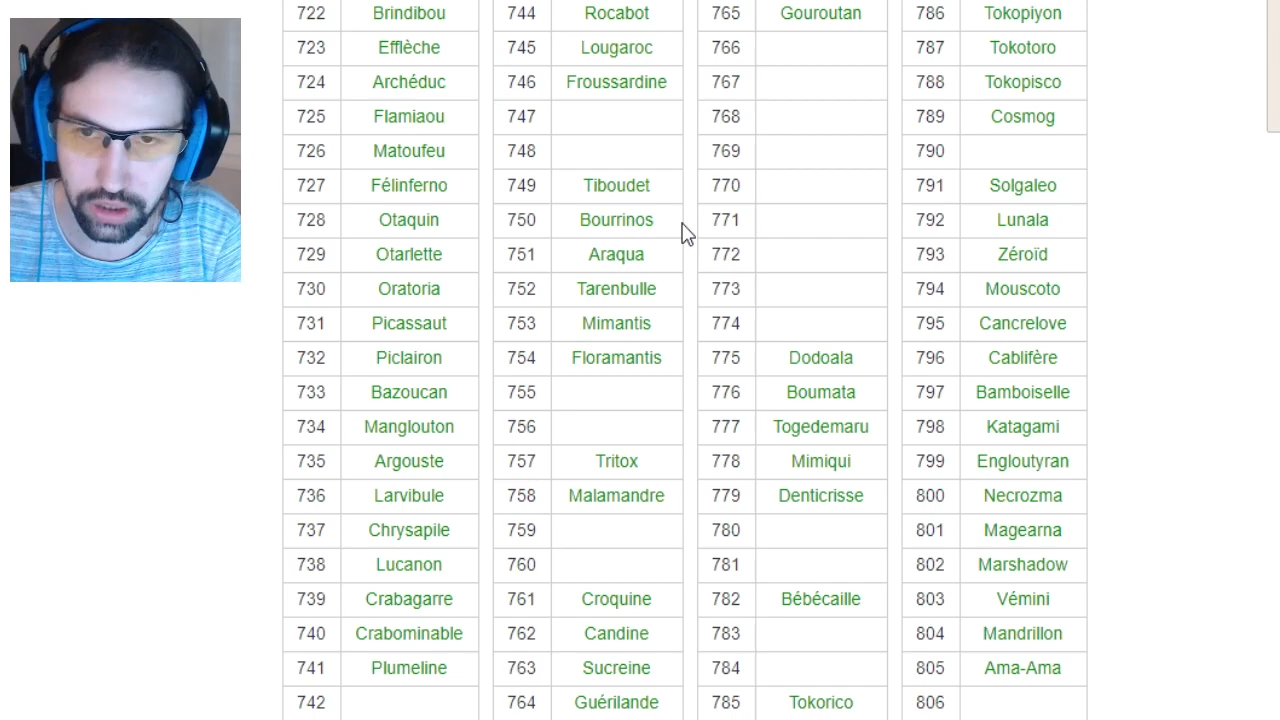 722 Brindibou 744 Rocabot 765 Gouroutan 786 Tokopiyon
723 Efflèche 745 Lougaroc 766 787 Tokotoro
724 Archéduc 746 Froussardine 767 788 Tokopisco
725 Flamiaou 747 768 789 Cosmog
726 Matoufeu 748 769 790
727 Félinferno 749 Tiboudet 770 791 Solgaleo
728 Otaquin 750 Bourrinos 771 792 Lunala
729 Otarlette 751 Araqua 772 793 Zéroïd
730 Oratoria 752 Tarenbulle 773 794 Mouscoto
731 Picassaut 753 Mimantis 774 795 Cancrelove
732 Piclairon 754 Floramantis 775 Dodoala 796 Cablifère
733 Bazoucan 755 776 Boumata 797 Bamboiselle
734 Manglouton 756 777 Togedemaru 798 Katagami
735 Argouste 757 Tritox 778 Mimiqui 799 Engloutyran
736 Larvibule 758 Malamandre 779 Denticrisse 800 Necrozma
737 Chrysapile 759 780 801 Magearna
738 Lucanon 760 781 802 Marshadow
739 Crabagarre 761 Croquine 782 Bébécaille 803 Vémini
740 Crabominable 762 Candine 783 804 Mandrillon
741 Plumeline 763 Sucreine 784 805 Ama-Ama
742 764 Guérilande 785 Tokorico 806